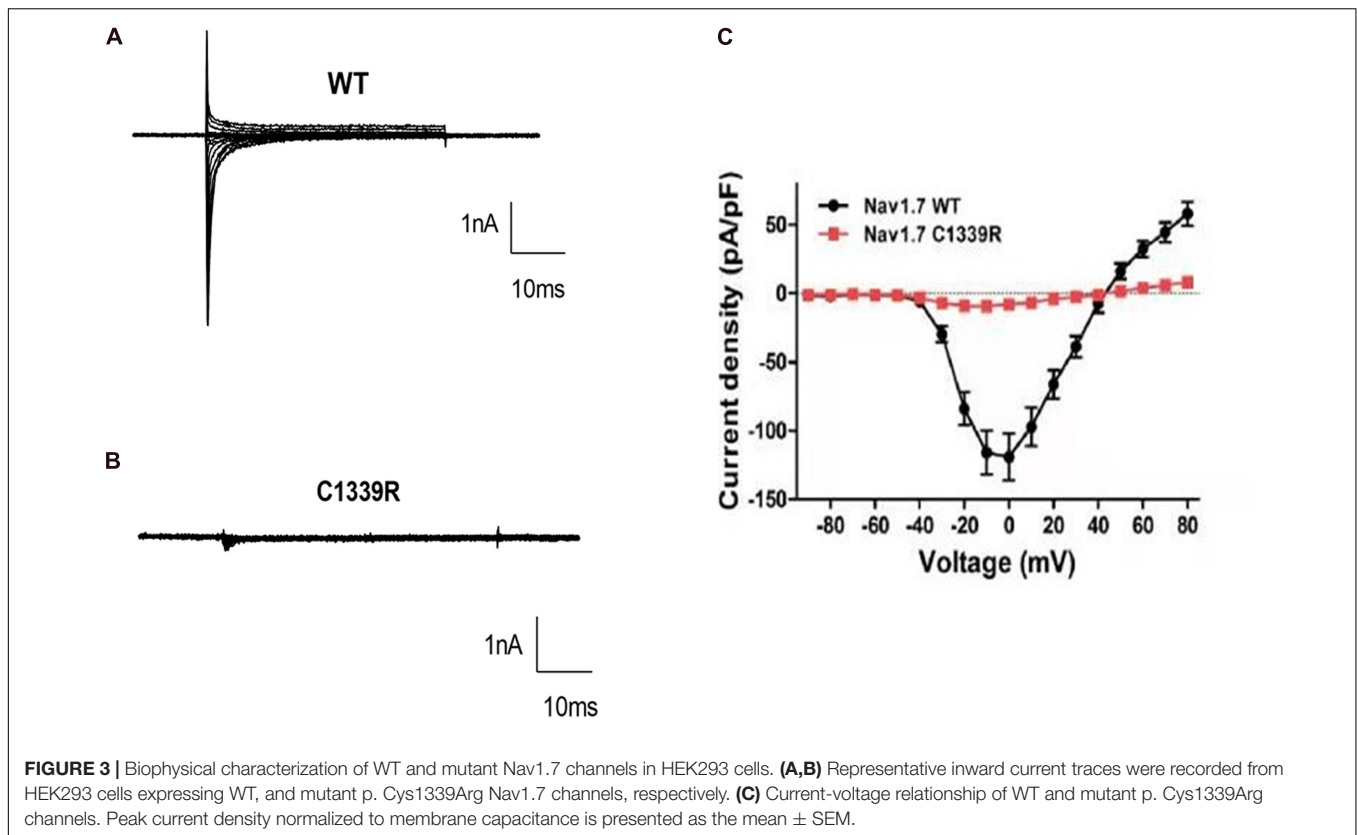 A
WT
1nA
10ms
B
C1339R
1nA
10ms
C
Nav1.7 WT
Nav1.7 C1339R
Current density (pA/pF)
50
0
-50
-100
-150
-80 -60 -40 -20 0 20 40 60 80
Voltage (mV)
FIGURE 3 | Biophysical characterization of WT and mutant Nav1.7 channels in HEK293 cells. (A,B) Representative inward current traces were recorded from
HEK293 cells expressing WT, and mutant p. Cys1339Arg Nav1.7 channels, respectively. (C) Current-voltage relationship of WT and mutant p. Cys1339Arg
channels. Peak current density normalized to membrane capacitance is presented as the mean ± SEM.